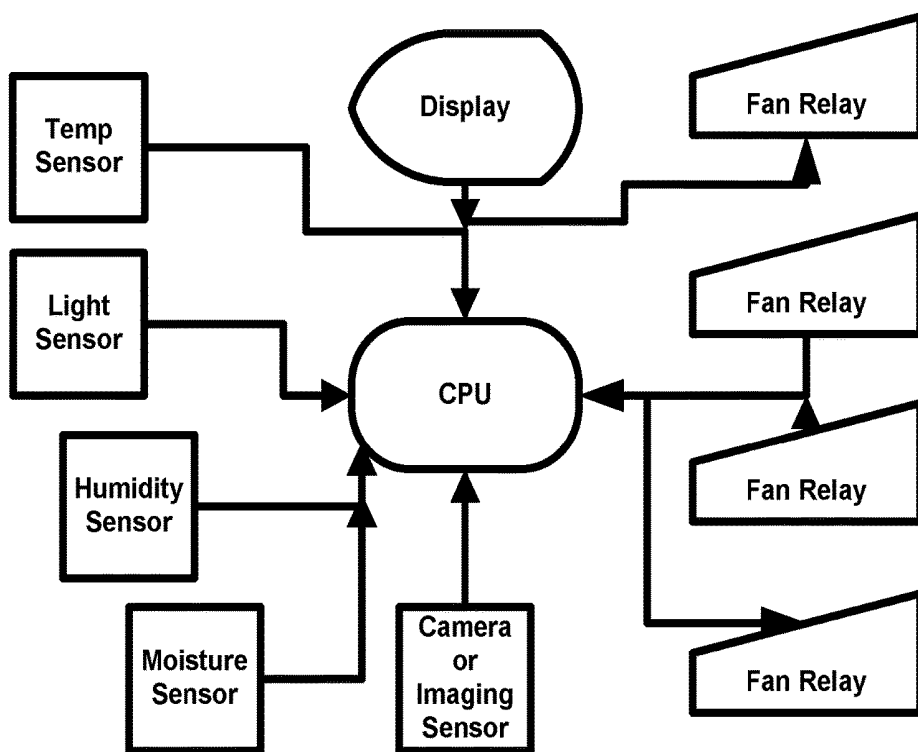 Display
Fan Relay
Temp
Sensor
Light
Sensor
Fan Relay
CPU
Humidity
Sensor
Fan Relay
Moisture
Sensor
Camera
or
Imaging
Sensor
Fan Relay